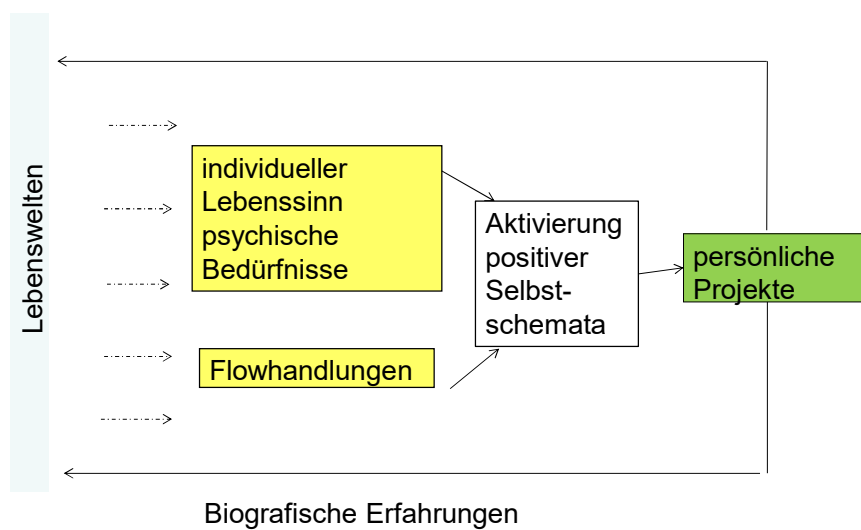 Lebenswelten
individueller
Lebenssinn
psychische
Bedürfnisse
Flowhandlungen
Aktivierung
positiver
Selbst-
schemata
persönliche
Projekte
Biografische Erfahrungen